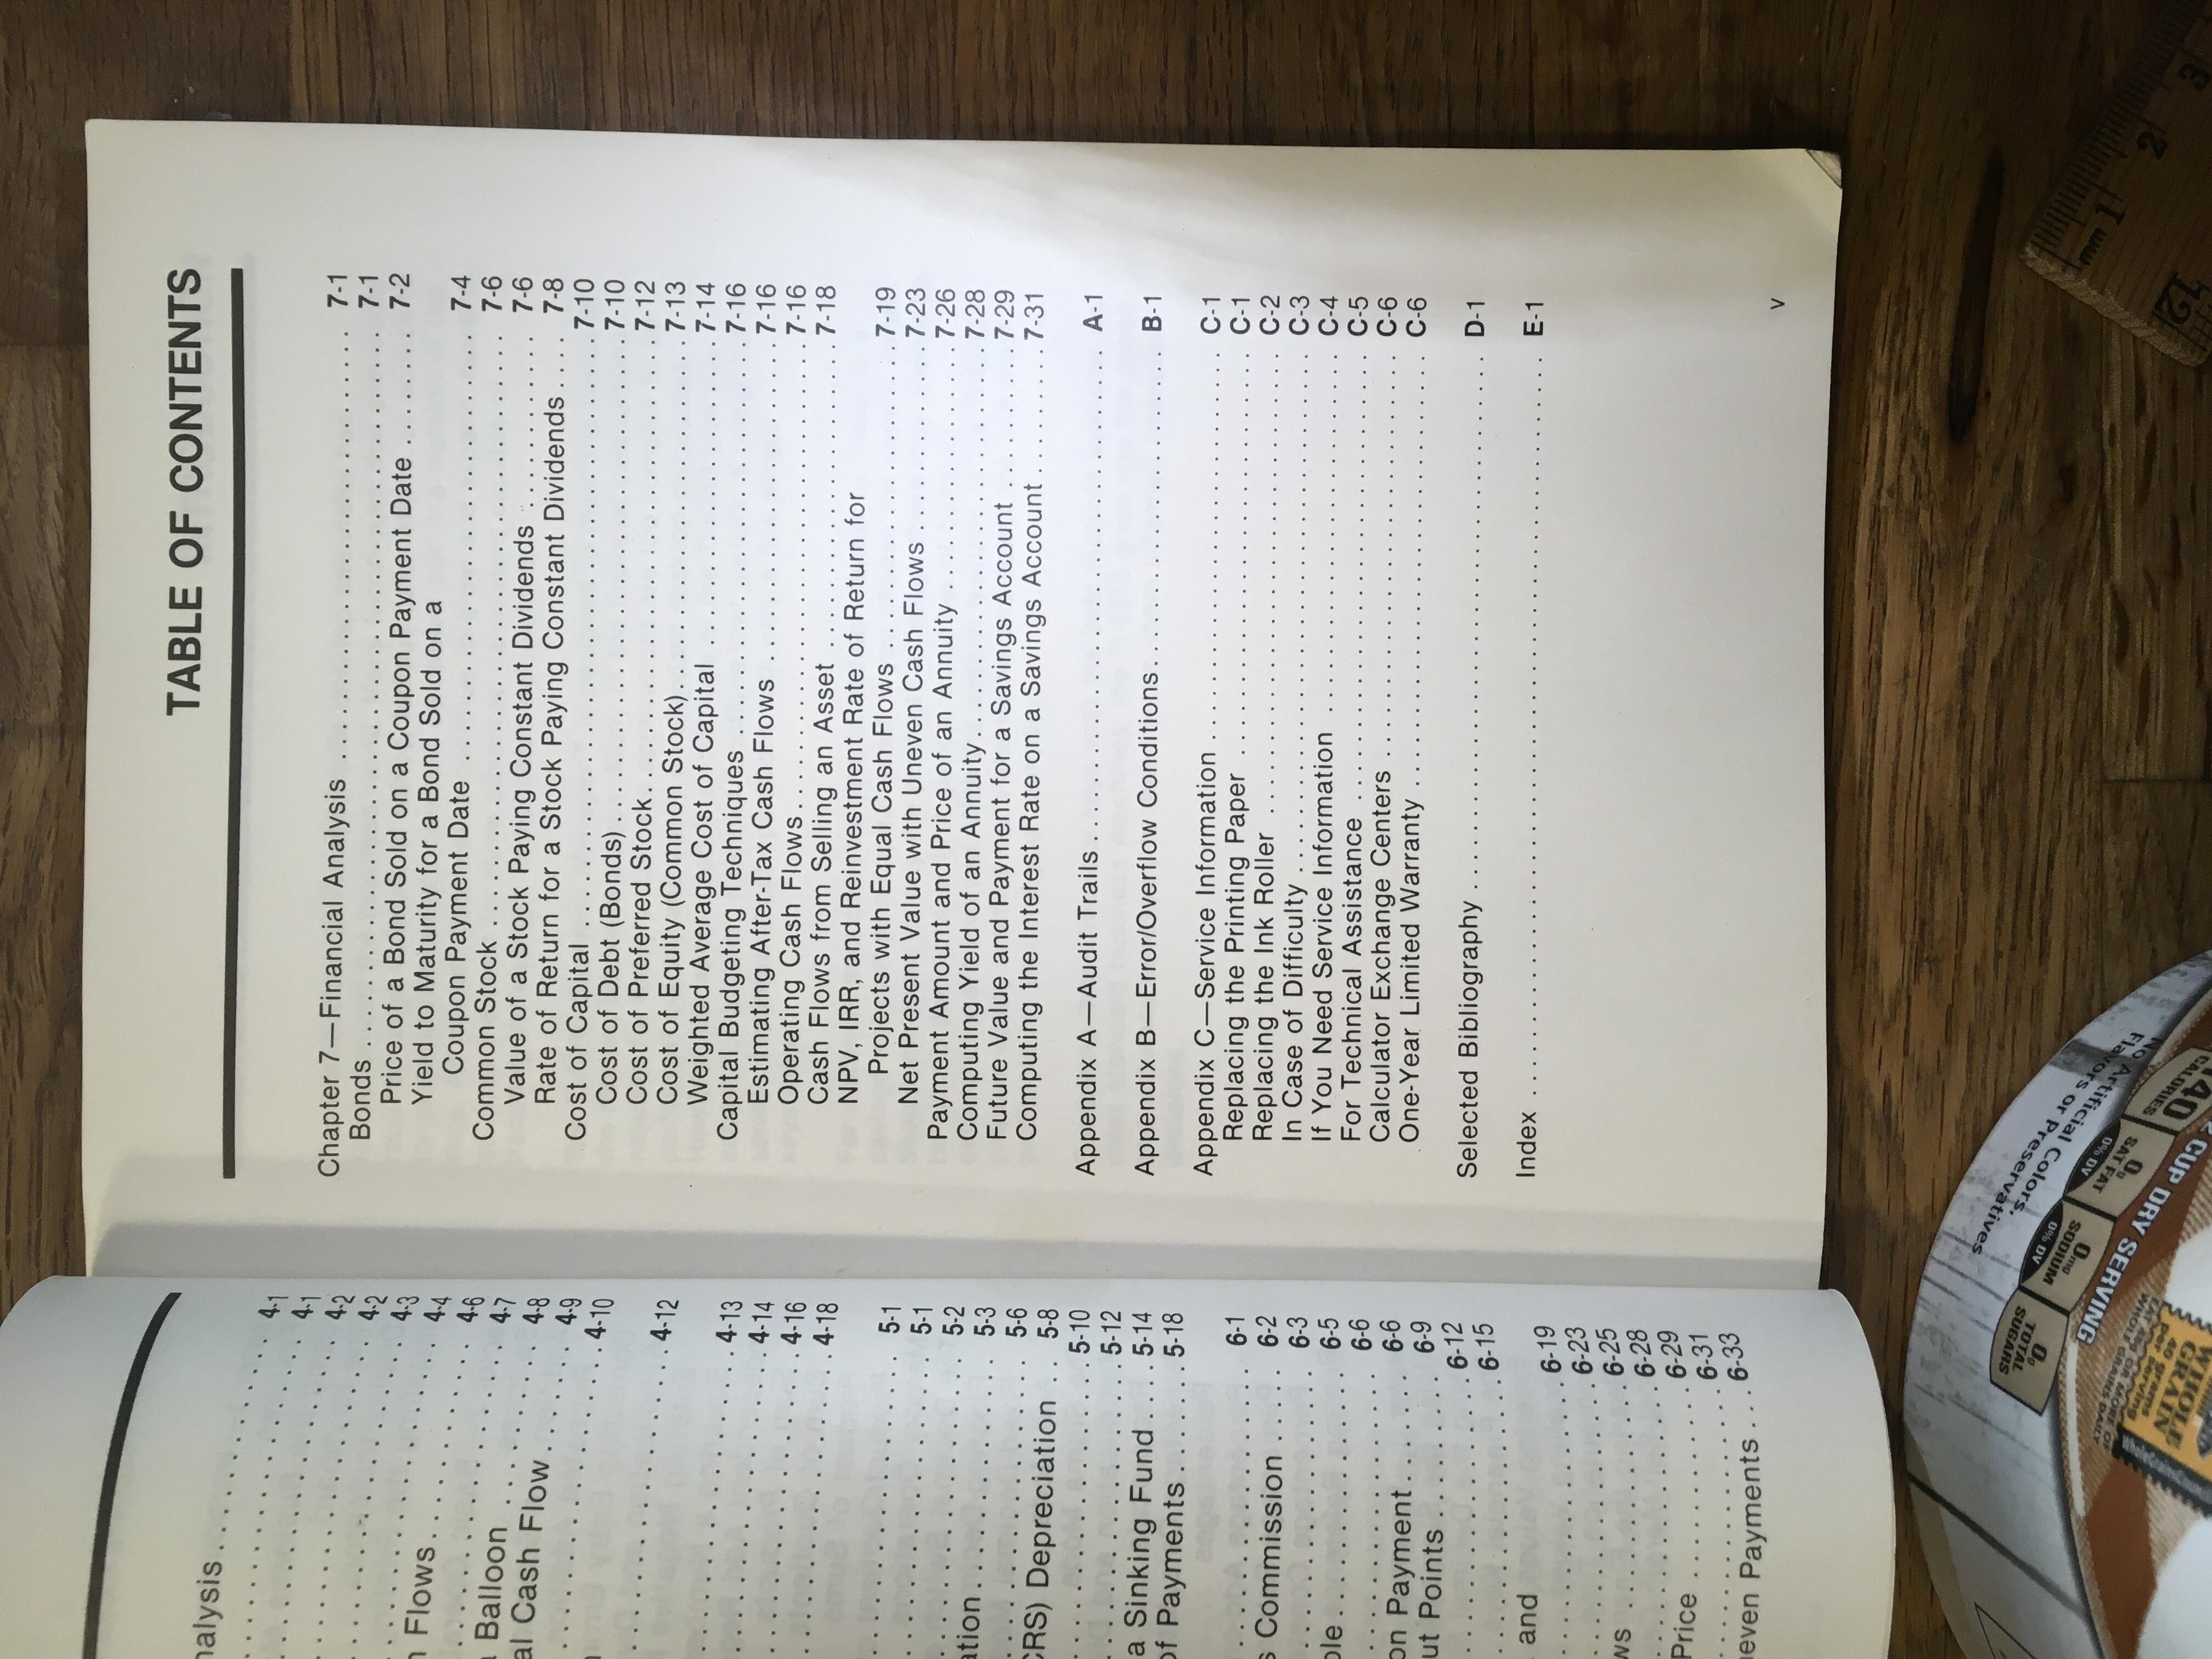 nalysis . . . . . . . . . . . . . 4-1
. . . . . . . . . . . . . . . . . . . . . 4-1
. . . . . . . . . . . . . . . . . . . . . 4-2
. . . . . . . . . . . . . . . . . . . . . 4-2
. . . . . . . . . . . . . . . . . . . . . 4-3
. . . . . . . . . . . . . . . . . . . . . 4-4
n Flows . . . . . . . . . . . . . 4-6
. . . . . . . . . . . . . . . . . . . . . 4-7
a Balloon . . . . . . . . . . . 4-8
al Cash Flow . . . . . . . 4-9
. . . . . . . . . . . . . . . . . . . . . 4-10
. . . . . . . . . . . . . . . . . . . . . 4-12
. . . . . . . . . . . . . . . . . . . . . 4-13
. . . . . . . . . . . . . . . . . . . . . 4-14
. . . . . . . . . . . . . . . . . . . . . 4-16
. . . . . . . . . . . . . . . . . . . . . 4-18
. . . . . . . . . . . . . . . . . . . . . 5-1
. . . . . . . . . . . . . . . . . . . . . 5-1
. . . . . . . . . . . . . . . . . . . . . 5-2
ation . . . . . . . . . . . . . . . . 5-3
. . . . . . . . . . . . . . . . . . . . . 5-6
CRS) Depreciation . . 5-8
. . . . . . . . . . . . . . . . . . . . . 5-10
. . . . . . . . . . . . . . . . . . . . . 5-12
a Sinking Fund . . . . 5-14
of Payments . . . . . . . 5-18
. . . . . . . . . . . . . . . . . . . . . 6-1
s Commission . . . . . 6-2
. . . . . . . . . . . . . . . . . . . . . 6-3
ole . . . . . . . . . . . . . . . . . 6-5
. . . . . . . . . . . . . . . . . . . . . 6-6
on Payment . . . . . . . 6-6
ut Points . . . . . . . . . . 6-9
. . . . . . . . . . . . . . . . . . . . . 6-12
. . . . . . . . . . . . . . . . . . . . . 6-15
and
. . . . . . . . . . . . . . . . . . . . . 6-19
. . . . . . . . . . . . . . . . . . . . . 6-23
ws . . . . . . . . . . . . . . . . 6-25
. . . . . . . . . . . . . . . . . . . . . 6-28
Price . . . . . . . . . . . . . 6-29
. . . . . . . . . . . . . . . . . . . . . 6-31
neven Payments . . . 6-33
TABLE OF CONTENTS
Chapter 7—Financial Analysis . . . . . . . . . . 7-1
Bonds . . . . . . . . . . 7-1
Price of a Bond Sold on a Coupon Payment Date . . . . . . . . 7-2
Yield to Maturity for a Bond Sold on a
Coupon Payment Date . . . . . . . . . . 7-4
Common Stock . . . . . . . . . . 7-6
Value of a Stock Paying Constant Dividends . . . . . . . . . . 7-6
Rate of Return for a Stock Paying Constant Dividends . . . . 7-8
Cost of Capital . . . . . . . . . . 7-10
Cost of Debt (Bonds) . . . . . . . . . . 7-10
Cost of Preferred Stock . . . . . . . . . . 7-12
Cost of Equity (Common Stock) . . . . . . . . . . 7-13
Weighted Average Cost of Capital . . . . . . . . . . 7-14
Capital Budgeting Techniques . . . . . . . . . . 7-16
Estimating After-Tax Cash Flows . . . . . . . . . . 7-16
Operating Cash Flows . . . . . . . . . . 7-16
Cash Flows from Selling an Asset . . . . . . . . . . 7-18
NPV, IRR, and Reinvestment Rate of Return for
Projects with Equal Cash Flows . . . . . . . . . . 7-19
Net Present Value with Uneven Cash Flows . . . . . . . . . . 7-23
Payment Amount and Price of an Annuity . . . . . . . . . . 7-26
Computing Yield of an Annuity . . . . . . . . . . 7-28
Future Value and Payment for a Savings Account . . . . . . . . . . 7-29
Computing the Interest Rate on a Savings Account . . . . . . . . . 7-31
Appendix A—Audit Trails . . . . . . . . . . A-1
Appendix B—Error/Overflow Conditions . . . . . . . . . . B-1
Appendix C—Service Information . . . . . . . . . . C-1
Replacing the Printing Paper . . . . . . . . . . C-1
Replacing the Ink Roller . . . . . . . . . . C-2
In Case of Difficulty . . . . . . . . . . C-3
If You Need Service Information . . . . . . . . . . C-4
For Technical Assistance . . . . . . . . . . C-5
Calculator Exchange Centers . . . . . . . . . . C-6
One-Year Limited Warranty . . . . . . . . . . C-6
Selected Bibliography . . . . . . . . . . D-1
Index . . . . . . . . . . E-1
v
No Artificial Colors,
Flavors or Preservatives
140 CALORIES
0g SAT FAT 0% DV
0mg SODIUM 0% DV
0g TOTAL SUGARS
CUP DRY SERVING
WHOLE GRAIN
40 grams per serving
EAT 48g OR MORE OF
WHOLE GRAINS DAILY
mm 1 2 3
12